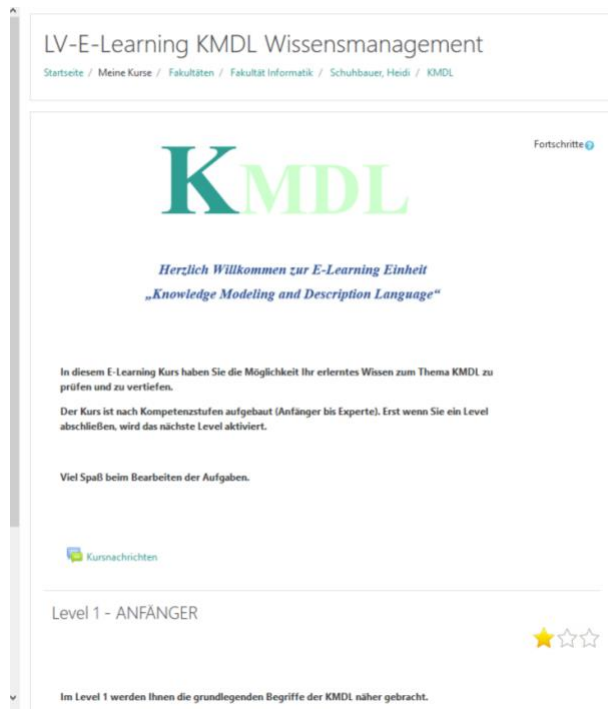 LV-E-Learning KMDL Wissensmanagement
Startseite / Meine Kurse / Fakultäten / Fakultät Informatik / Schuhbauer, Heidi / KMDL
Fortschritte
KMDL
Herzlich Willkommen zur E-Learning Einheit
„Knowledge Modeling and Description Language“
In diesem E-Learning Kurs haben Sie die Möglichkeit Ihr erlerntes Wissen zum Thema KMDL zu
prüfen und zu vertiefen.
Der Kurs ist nach Kompetenzstufen aufgebaut (Anfänger bis Experte). Erst wenn Sie ein Level
abschließen, wird das nächste Level aktiviert.
Viel Spaß beim Bearbeiten der Aufgaben.
Kursnachrichten
Level 1 - ANFÄNGER
Im Level 1 werden Ihnen die grundlegenden Begriffe der KMDL näher gebracht.